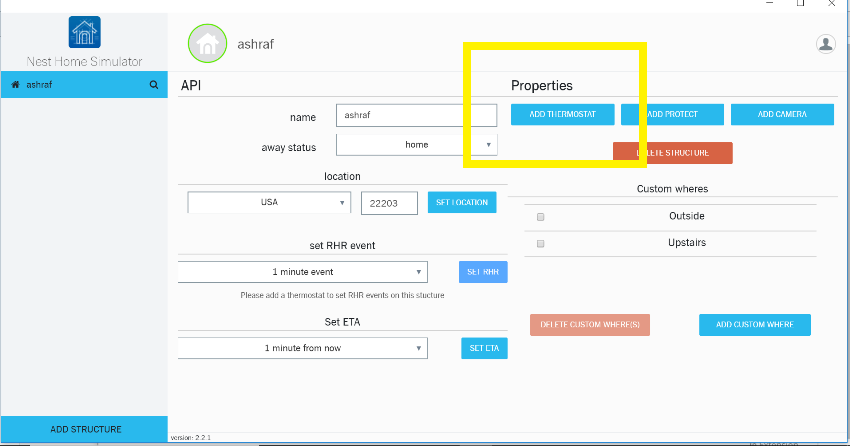 Nest Home Simulator
ashraf
ashraf
API
Properties
name
ashraf
ADD THERMOSTAT
ADD PROTECT
ADD CAMERA
away status
home
DELETE STRUCTURE
location
USA
22203
SET LOCATION
Custom wheres
Outside
Upstairs
set RHR event
1 minute event
SET RHR
Please add a thermostat to set RHR events on this stucture
Set ETA
DELETE CUSTOM WHERE(S)
ADD CUSTOM WHERE
1 minute from now
SET ETA
ADD STRUCTURE
version: 2.2.1